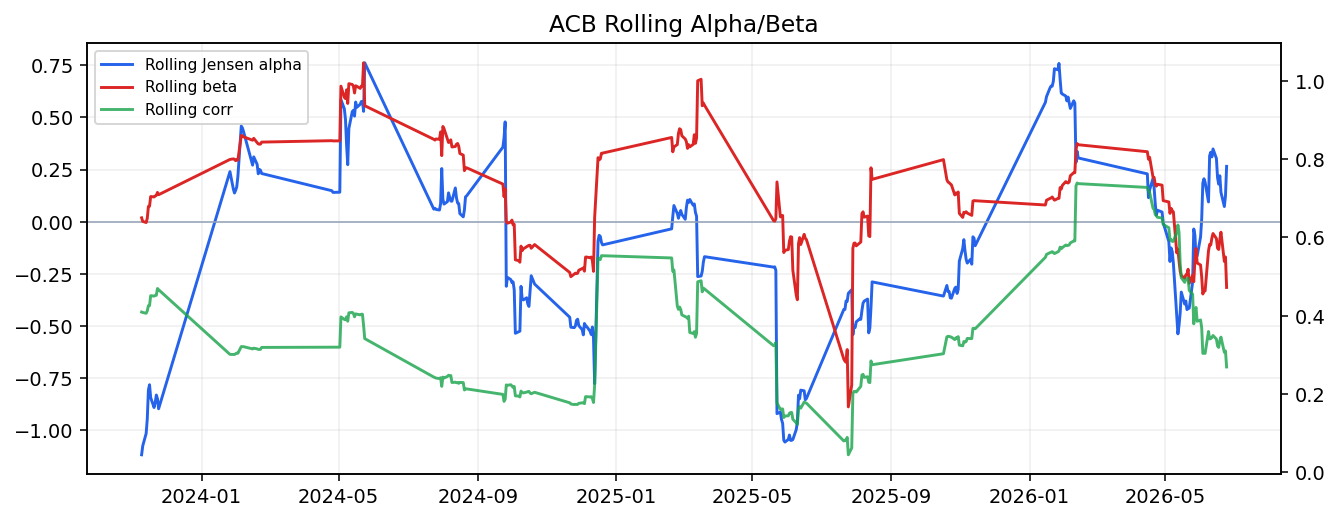 ACB Rolling Alpha/Beta
Rolling Jensen alpha
Rolling beta
Rolling corr
0.75
0.50
0.25
0.00
−0.25
−0.50
−0.75
−1.00
1.0
0.8
0.6
0.4
0.2
0.0
2024-01 2024-05 2024-09 2025-01 2025-05 2025-09 2026-01 2026-05